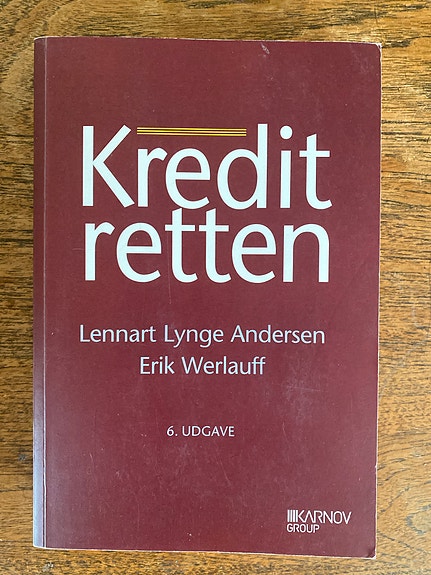 Kredit
retten
Lennart Lynge Andersen
Erik Werlauff
6. UDGAVE
KARNOV
GROUP